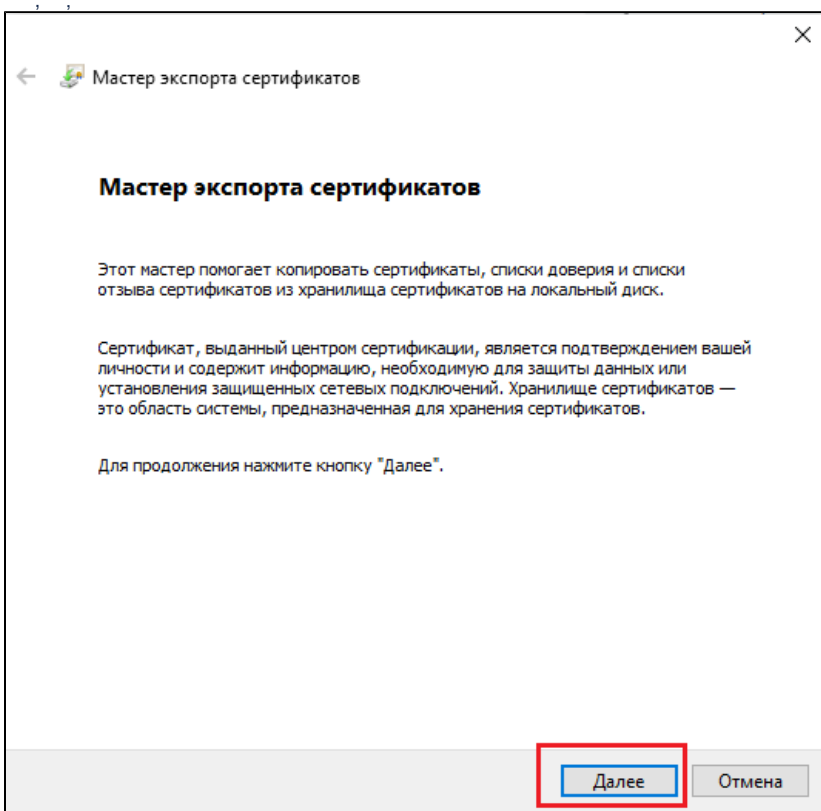 Мастер экспорта сертификатов
Мастер экспорта сертификатов
Этот мастер помогает копировать сертификаты, списки доверия и списки
отзыва сертификатов из хранилища сертификатов на локальный диск.
Сертификат, выданный центром сертификации, является подтверждением вашей
личности и содержит информацию, необходимую для защиты данных или
установления защищенных сетевых подключений. Хранилище сертификатов —
это область системы, предназначенная для хранения сертификатов.
Для продолжения нажмите кнопку "Далее".
Далее
Отмена